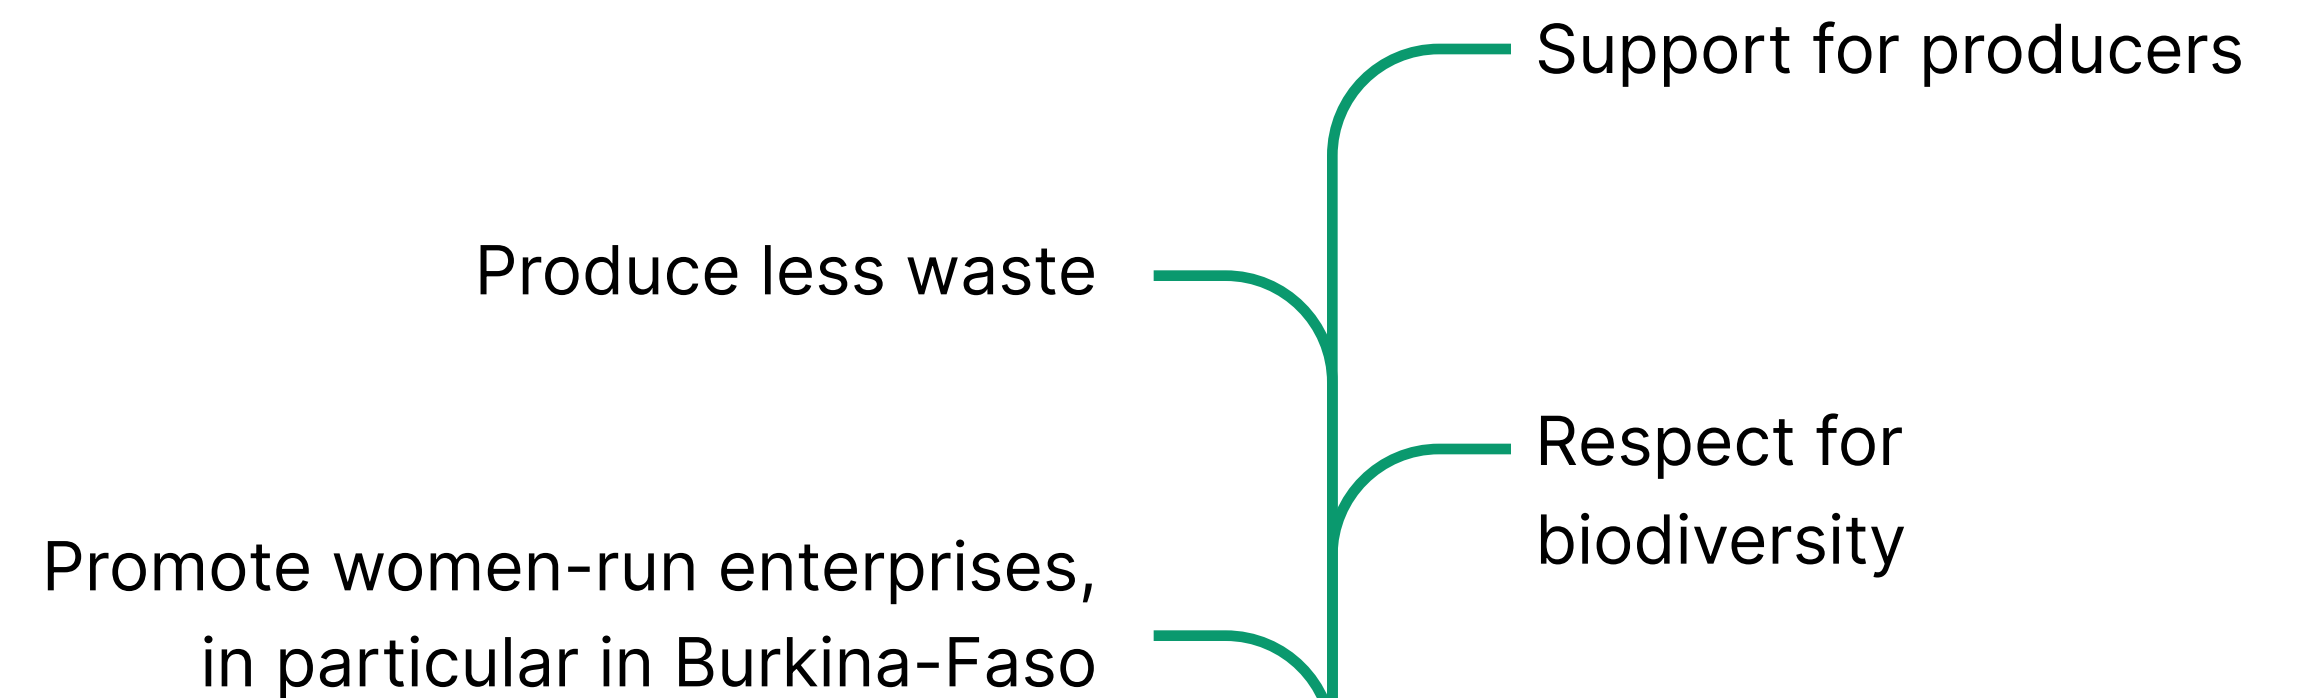 Support for producers
Produce less waste
Respect for
biodiversity
Promote women-run enterprises,
in particular in Burkina-Faso